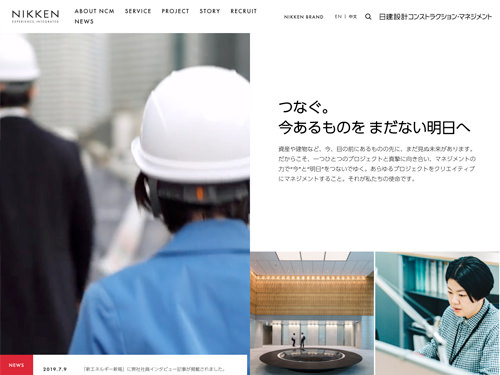 NIKKEN
EXPERIENCE, INTEGRATED
ABOUT NCM SERVICE PROJECT STORY RECRUIT
NEWS
NIKKEN BRAND
EN | 中文
日建設計コンストラクション・マネジメント
つなぐ。
今あるものを まだない明日へ
資産や建物など、今、目の前にあるものの先に、まだ見ぬ未来があります。
だからこそ、一つひとつのプロジェクトと真摯に向き合い、マネジメントの
力で“今”と“明日”をつないでゆく。あらゆるプロジェクトをクリエイティブ
にマネジメントすること。それが私たちの使命です。
NEWS
2019.7.9 「新エネルギー新報」に弊社社員インタビュー記事が掲載されました。